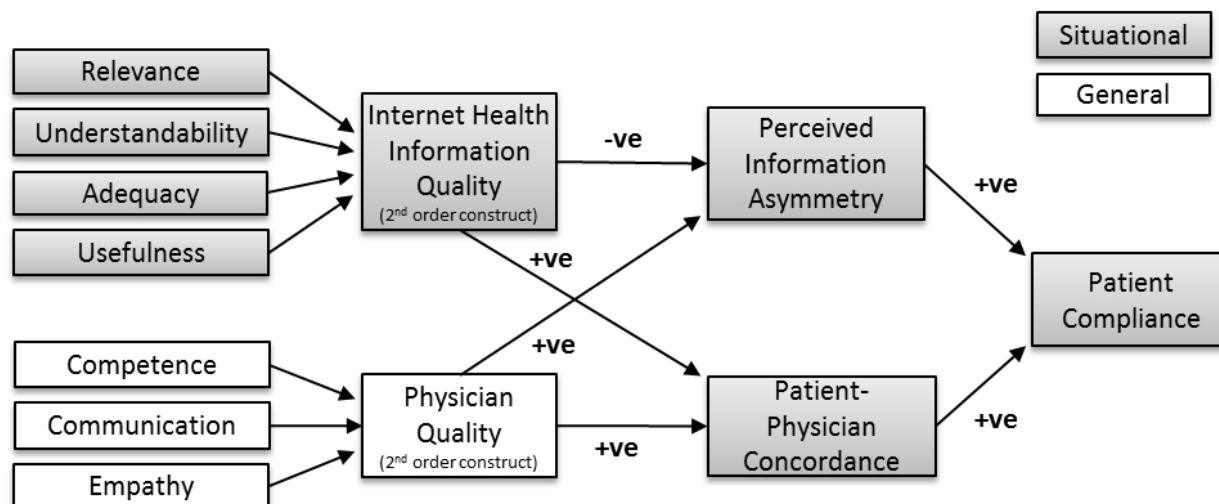 Situational
General
Relevance
Understandability
Adequacy
Usefulness
Internet Health
Information
Quality
(2nd order construct)
-ve
Perceived
Information
Asymmetry
+ve
+ve
Patient
Compliance
Competence
Communication
Empathy
+ve
Physician
Quality
(2nd order construct)
+ve
Patient-
Physician
Concordance
+ve